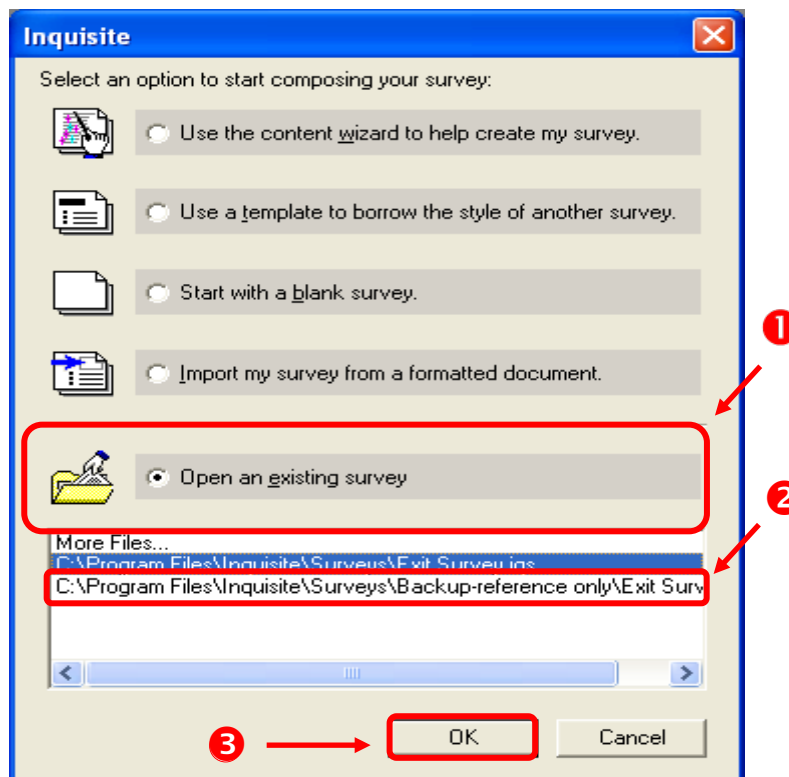 Inquisite
Select an option to start composing your survey:
Use the content wizard to help create my survey.
Use a template to borrow the style of another survey.
Start with a blank survey.
Import my survey from a formatted document.
1
Open an existing survey
2
More Files...
C:\Program Files\Inquisite\Surveys\Exit Survey.iqs
C:\Program Files\Inquisite\Surveys\Backup-reference only\Exit Surv
3
OK
Cancel